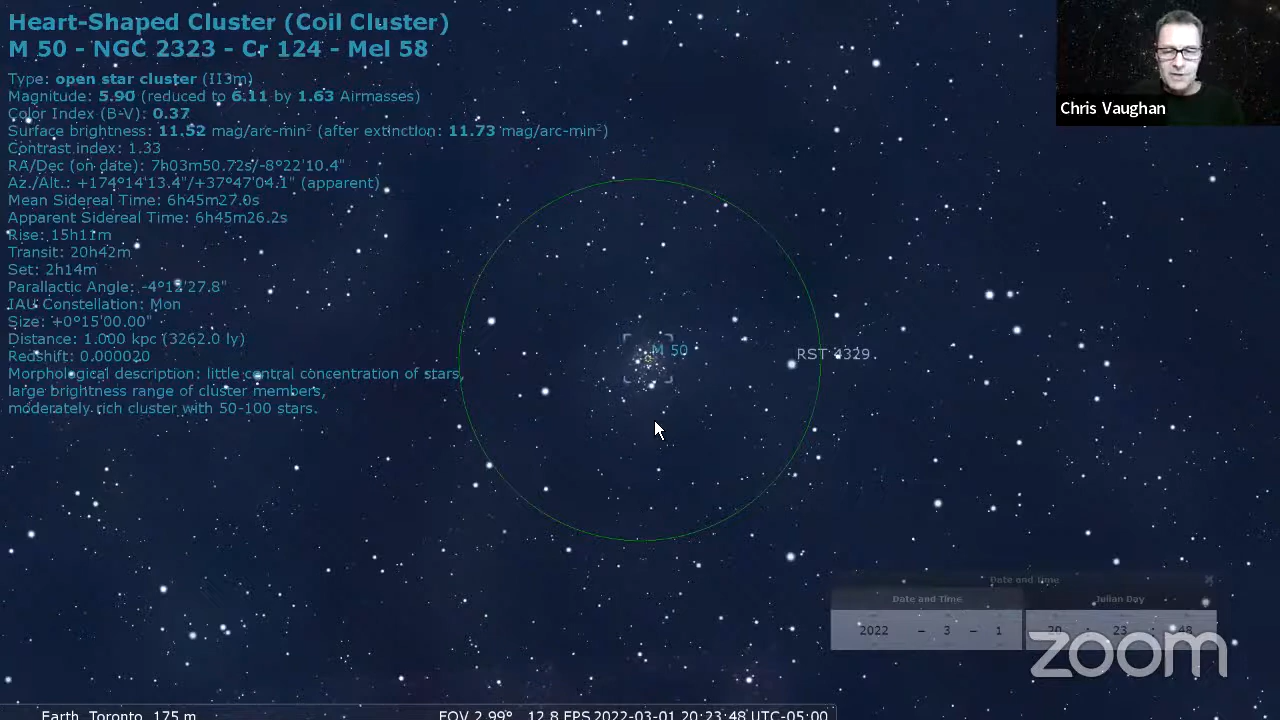 Heart-Shaped Cluster (Coil Cluster)
M 50 - NGC 2323 - Cr 124 - Mel 58
Type: open star cluster (II3m)
Magnitude: 5.90 (reduced to 6.11 by 1.63 Airmasses)
Color Index (B-V): 0.37
Surface brightness: 11.52 mag/arc-min² (after extinction: 11.73 mag/arc-min²)
Contrast index: 1.33
RA/Dec (on date): 7h03m50.72s/-8°22'10.4"
Az./Alt.: +174°14'13.4"/+37°47'04.1" (apparent)
Mean Sidereal Time: 6h45m27.0s
Apparent Sidereal Time: 6h45m26.2s
Rise: 15h11m
Transit: 20h42m
Set: 2h14m
Parallactic Angle: -4°12'27.8"
IAU Constellation: Mon
Size: +0°15'00.00"
Distance: 1.000 kpc (3262.0 ly)
Redshift: 0.000020
Morphological description: little central concentration of stars,
large brightness range of cluster members,
moderately rich cluster with 50-100 stars.
Chris Vaughan
M 50
RST 4329
Date and Time
Date and Time Julian Day
2022 - 3 - 1 20 : 23 : 48
zoom
Earth, Toronto, 175 m FOV 2.99° 12.8 FPS 2022-03-01 20:23:48 UTC-05:00